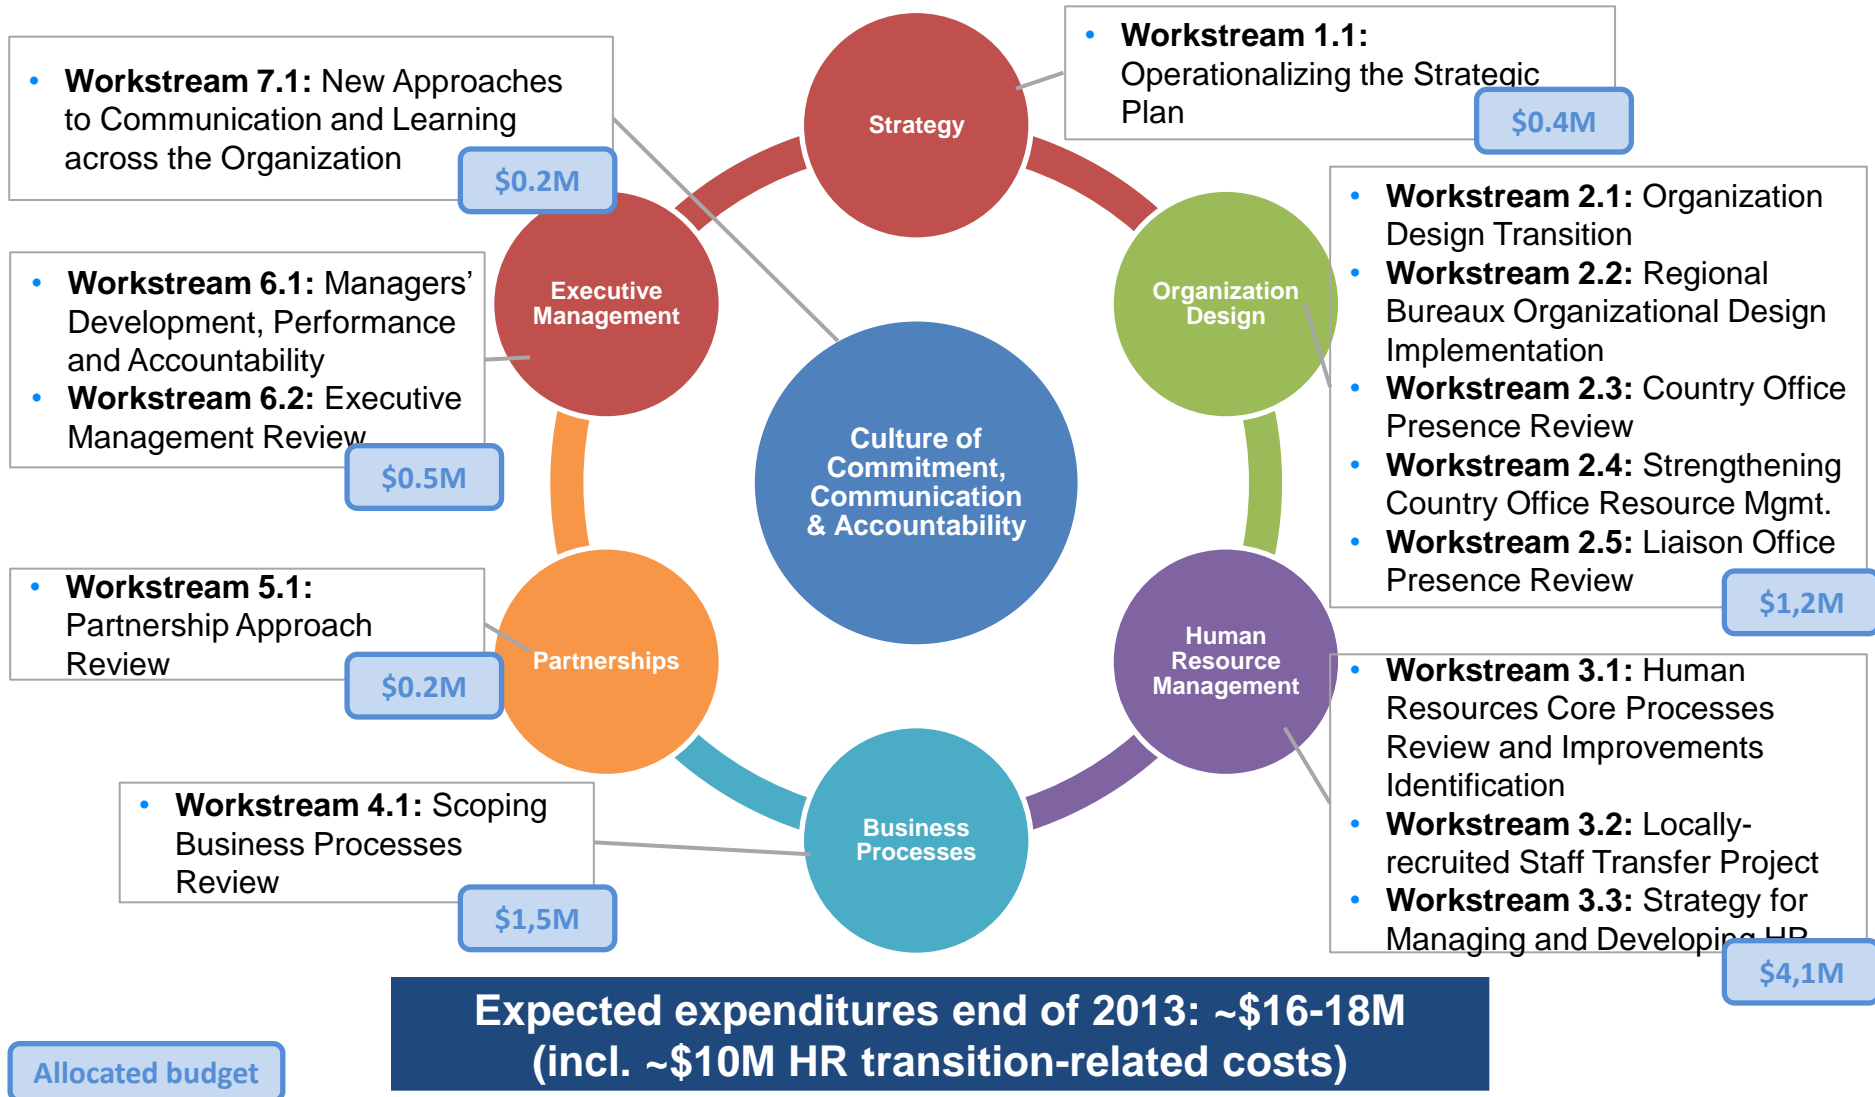 • Workstream 7.1: New Approaches
to Communication and Learning
across the Organization
$0.2M
• Workstream 6.1: Managers’
Development, Performance
and Accountability
• Workstream 6.2: Executive
Management Review
$0.5M
• Workstream 5.1:
Partnership Approach
Review
$0.2M
• Workstream 4.1: Scoping
Business Processes
Review
$1,5M
Strategy
Executive
Management
Organization
Design
Culture of
Commitment,
Communication
& Accountability
Partnerships
Human
Resource
Management
Business
Processes
• Workstream 1.1:
Operationalizing the Strategic
Plan
$0.4M
• Workstream 2.1: Organization
Design Transition
• Workstream 2.2: Regional
Bureaux Organizational Design
Implementation
• Workstream 2.3: Country Office
Presence Review
• Workstream 2.4: Strengthening
Country Office Resource Mgmt.
• Workstream 2.5: Liaison Office
Presence Review
$1,2M
• Workstream 3.1: Human
Resources Core Processes
Review and Improvements
Identification
• Workstream 3.2: Locally-
recruited Staff Transfer Project
• Workstream 3.3: Strategy for
Managing and Developing HR
$4,1M
Expected expenditures end of 2013: ~$16-18M
(incl. ~$10M HR transition-related costs)
Allocated budget